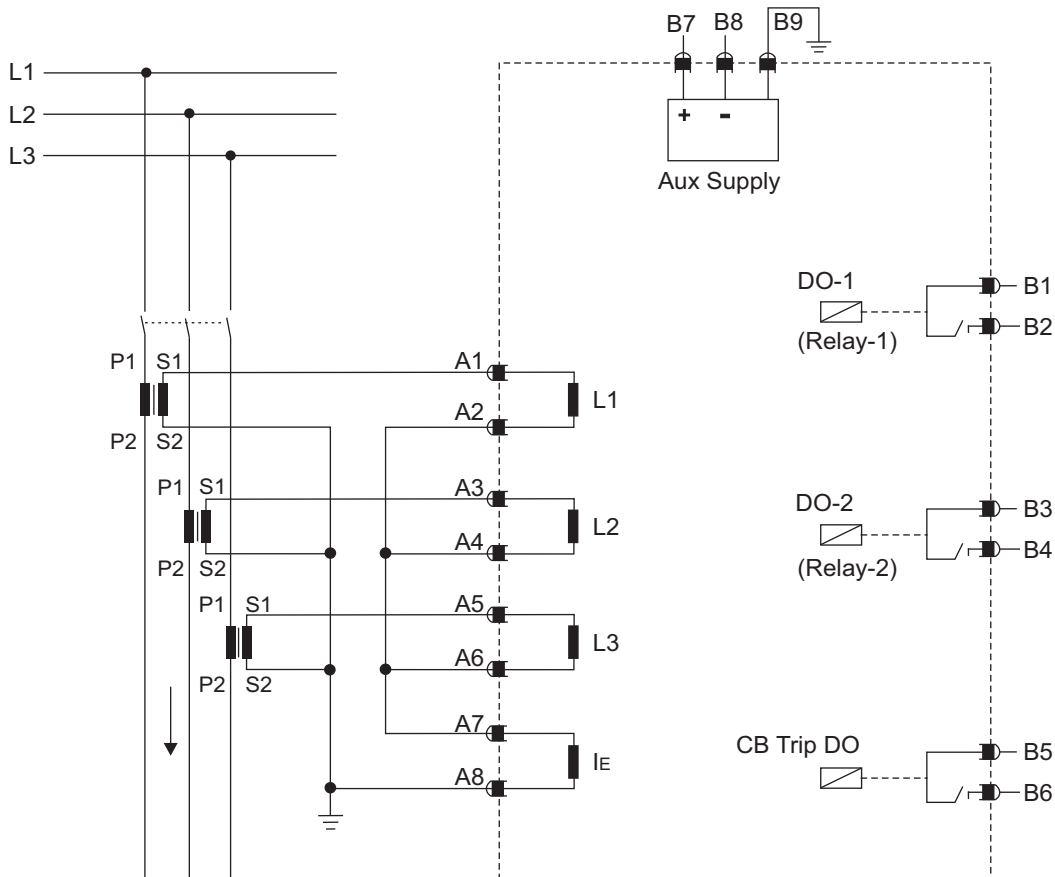 B7 B8 B9
L1
L2
L3
+ -
Aux Supply
DO-1
(Relay-1)
B1
B2
P1 S1
P2 S2
A1
A2
L1
P1 S1
P2 S2
A3
A4
L2
DO-2
(Relay-2)
B3
B4
P1 S1
P2 S2
A5
A6
L3
A7
A8
IE
CB Trip DO
B5
B6